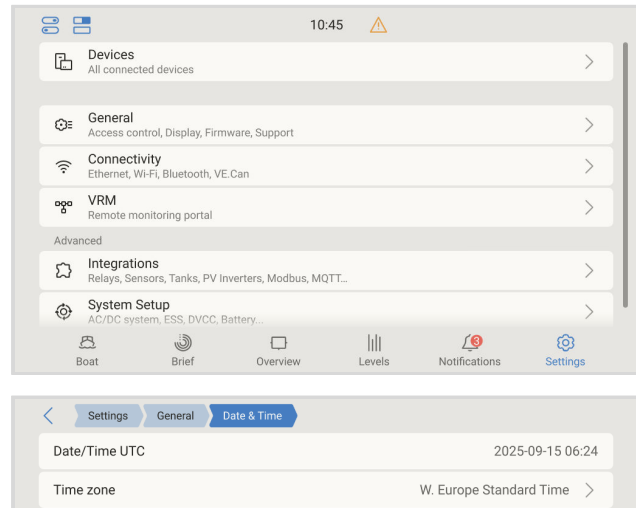 10:45
Devices
All connected devices
General
Access control, Display, Firmware, Support
Connectivity
Ethernet, Wi-Fi, Bluetooth, VE.Can
VRM
Remote monitoring portal
Advanced
Integrations
Relays, Sensors, Tanks, PV Inverters, Modbus, MQTT...
System Setup
AC/DC system, ESS, DVCC, Battery...
3
Boat Brief Overview Levels Notifications Settings
Settings General Date & Time
Date/Time UTC 2025-09-15 06:24
Time zone W. Europe Standard Time